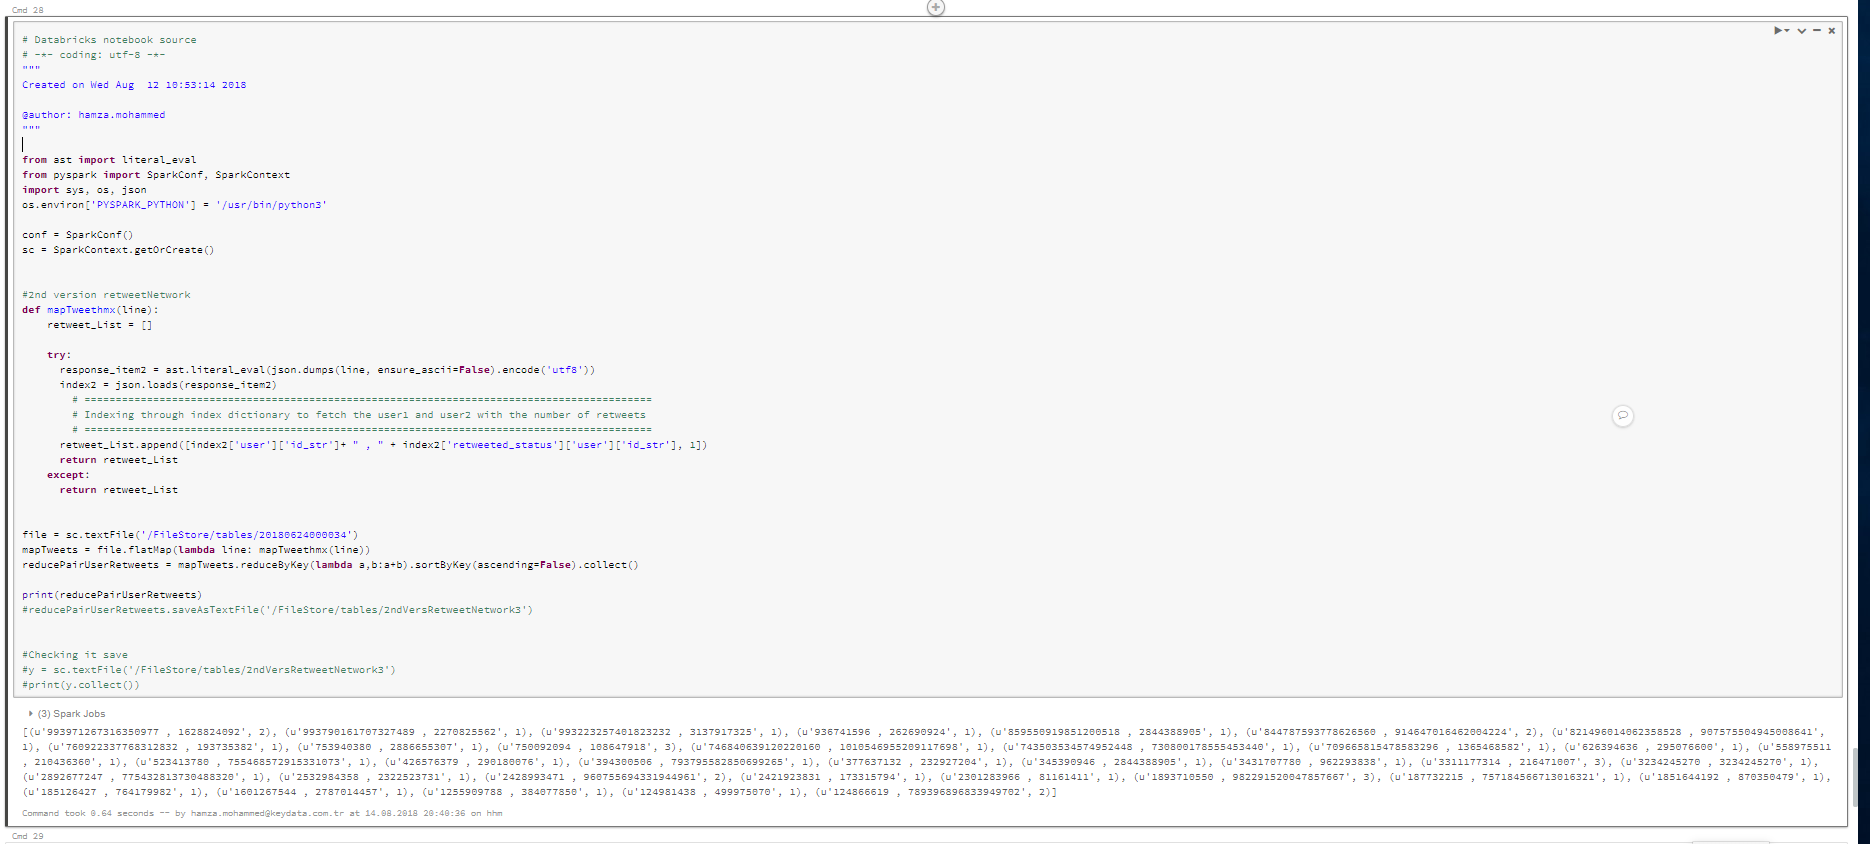 Cmd 28
# Databricks notebook source
# -*- coding: utf-8 -*-
"""
Created on Wed Aug  12 10:53:14 2018
@author: hamza.mohammed
"""
from ast import literal_eval
from pyspark import SparkConf, SparkContext
import sys, os, json
os.environ['PYSPARK_PYTHON'] = '/usr/bin/python3'
conf = SparkConf()
sc = SparkContext.getOrCreate()
#2nd version retweetNetwork
def mapTweethmx(line):
    retweet_List = []
    try:
      response_item2 = ast.literal_eval(json.dumps(line, ensure_ascii=False).encode('utf8'))
      index2 = json.loads(response_item2)
        # ===========================================================================================
        # Indexing through index dictionary to fetch the user1 and user2 with the number of retweets
        # ===========================================================================================
      retweet_List.append([index2['user']['id_str']+ " , " + index2['retweeted_status']['user']['id_str'], 1])
      return retweet_List
    except:
      return retweet_List
file = sc.textFile('/FileStore/tables/20180624000034')
mapTweets = file.flatMap(lambda line: mapTweethmx(line))
reducePairUserRetweets = mapTweets.reduceByKey(lambda a,b:a+b).sortByKey(ascending=False).collect()
print(reducePairUserRetweets)
#reducePairUserRetweets.saveAsTextFile('/FileStore/tables/2ndVersRetweetNetwork3')
#Checking it save
#y = sc.textFile('/FileStore/tables/2ndVersRetweetNetwork3')
#print(y.collect())
(3) Spark Jobs
[(u'993971267316350977 , 1628824092', 2), (u'993790161707327489 , 2270825562', 1), (u'993223257401823232 , 3137917325', 1), (u'936741596 , 262690924', 1), (u'859550919851200518 , 2844388905', 1), (u'844787593778626560 , 914647016462004224', 2), (u'821496014062358528 , 9075755049450008641',
1), (u'760922337768312832 , 193735382', 1), (u'753940380 , 2886655307', 1), (u'750092094 , 108647918', 3), (u'746840639120220160 , 1010546955209117698', 1), (u'743503534574952448 , 730800178555453440', 1), (u'709665815478583296 , 1365468582', 1), (u'626394636 , 295076600', 1), (u'558975511
, 210436360', 1), (u'523413780 , 755468572915331073', 1), (u'426576379 , 290180076', 1), (u'394300506 , 793795582850699265', 1), (u'377637132 , 232927204', 1), (u'345390946 , 2844388905', 1), (u'3431707780 , 962293838', 1), (u'3311177314 , 216471007', 3), (u'3234245270 , 3234245270', 1),
(u'2892677247 , 775432813730488320', 1), (u'2532984358 , 2322523731', 1), (u'2428993471 , 960755694331944961', 2), (u'2421923831 , 173315794', 1), (u'2301283966 , 81161411', 1), (u'1893710550 , 982291520047857667', 3), (u'187732215 , 757184566713016321', 1), (u'1851644192 , 870350479', 1),
(u'185126427 , 764179982', 1), (u'1601267544 , 2787014457', 1), (u'1255909788 , 384077850', 1), (u'124981438 , 499975070', 1), (u'124866619 , 789396896833949702', 2)]
Command took 0.64 seconds -- by hamza.mohammed@keydata.com.tr at 14.08.2018 20:40:36 on hhm
Cmd 29